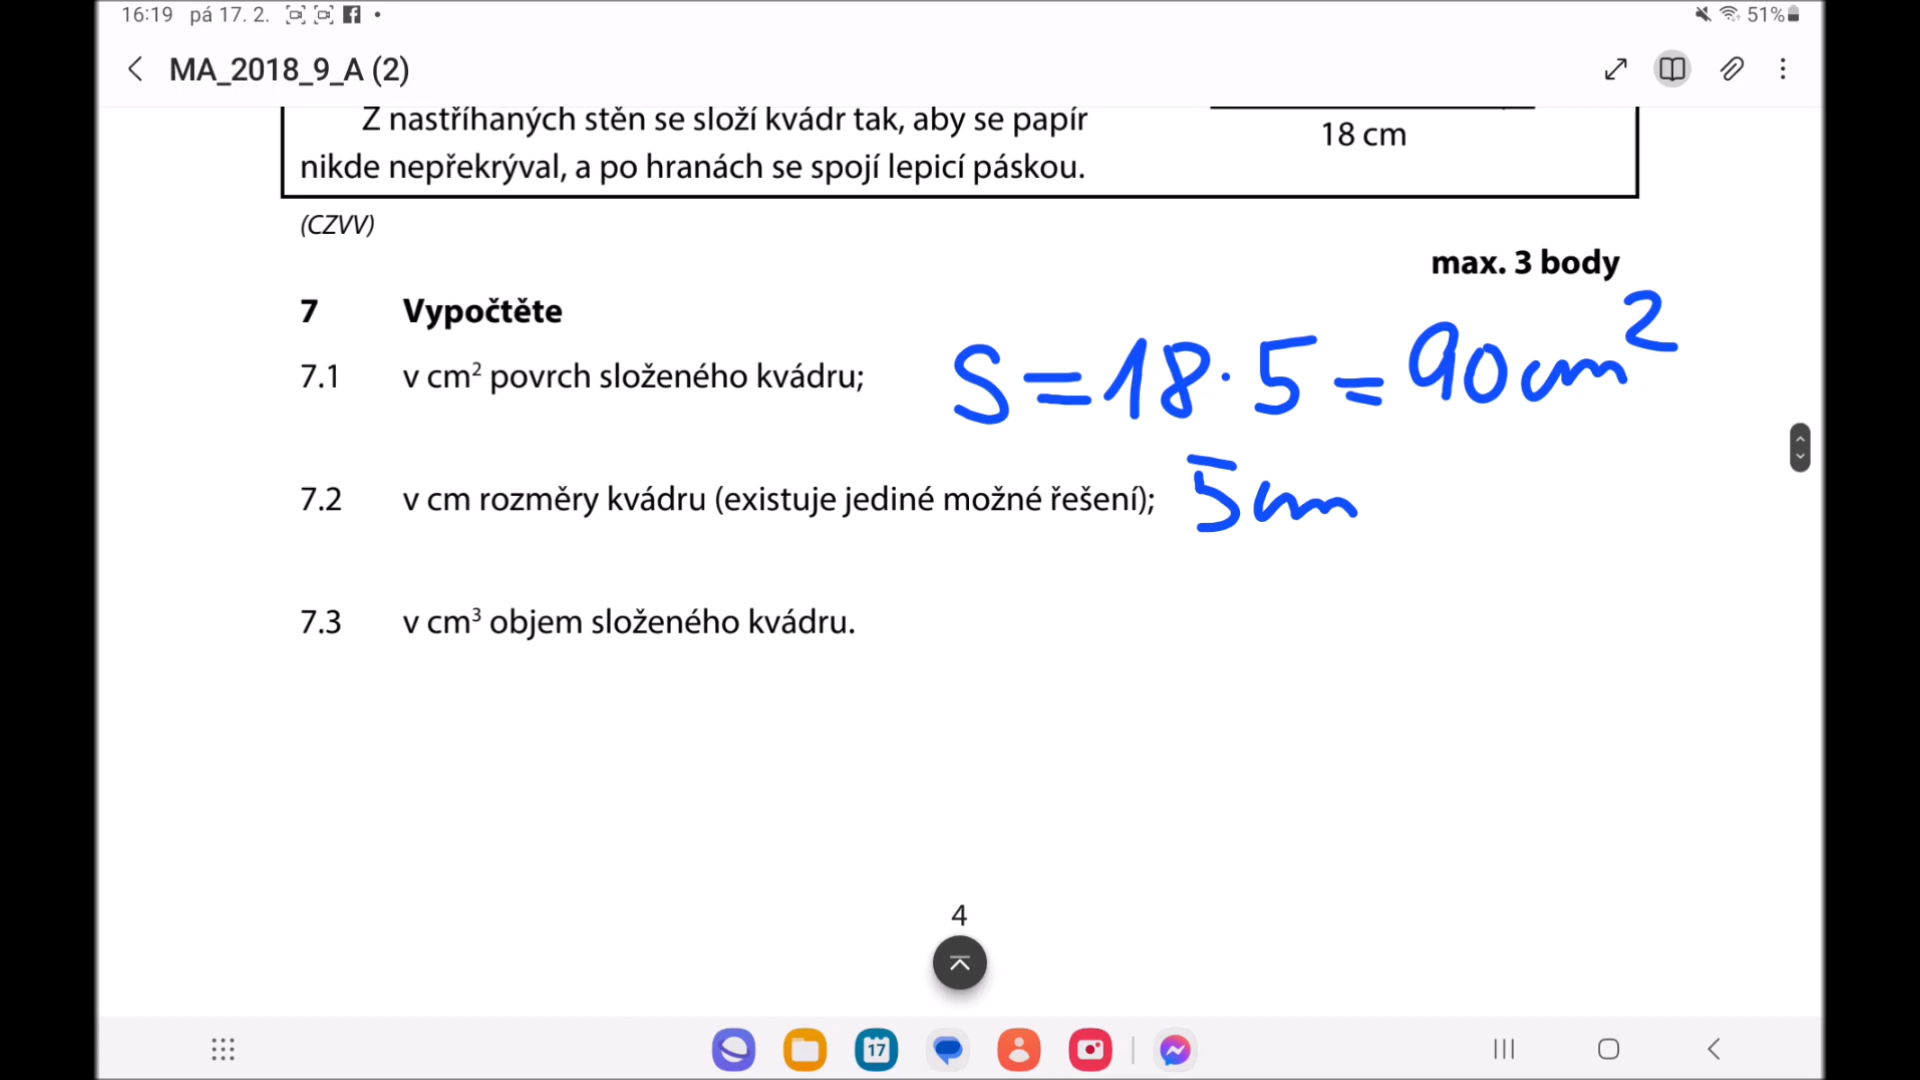 16:19 pá 17. 2. 51%
MA_2018_9_A (2)
Z nastříhaných stěn se složí kvádr tak, aby se papír
nikde nepřekrýval, a po hranách se spojí lepicí páskou.
18 cm
(CZVV)
max. 3 body
7 Vypočtěte
7.1 v cm² povrch složeného kvádru; S = 18 · 5 = 90 cm²
7.2 v cm rozměry kvádru (existuje jediné možné řešení); 5 cm
7.3 v cm³ objem složeného kvádru.
4
17